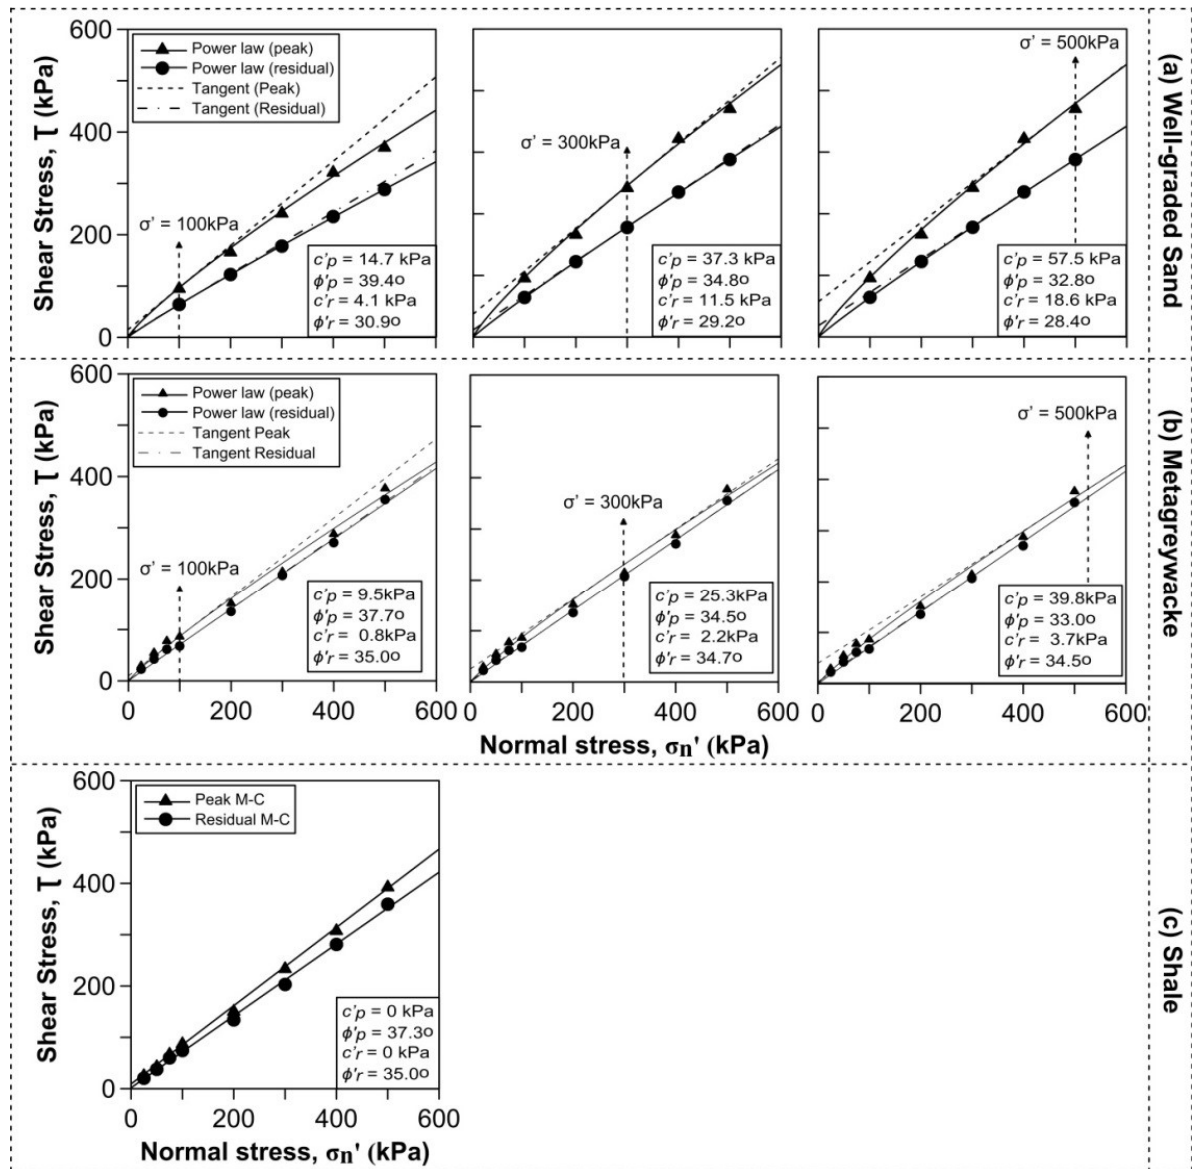 600
400
200
0
Shear Stress, Ʈ (kPa)
Power law (peak)
Power law (residual)
Tangent (Peak)
Tangent (Residual)
σ' = 100kPa
c'p = 14.7 kPa
ϕ'p = 39.4o
c'r = 4.1 kPa
ϕ'r = 30.9o
σ' = 300kPa
c'p = 37.3 kPa
ϕ'p = 34.8o
c'r = 11.5 kPa
ϕ'r = 29.2o
σ' = 500kPa
c'p = 57.5 kPa
ϕ'p = 32.8o
c'r = 18.6 kPa
ϕ'r = 28.4o
(a) Well-graded Sand
600
400
200
0
Shear Stress, Ʈ (kPa)
Power law (peak)
Power law (residual)
Tangent Peak
Tangent Residual
σ' = 100kPa
c'p = 9.5kPa
ϕ'p = 37.7o
c'r = 0.8kPa
ϕ'r = 35.0o
0 200 400 600
σ' = 300kPa
c'p = 25.3kPa
ϕ'p = 34.5o
c'r = 2.2kPa
ϕ'r = 34.7o
0 200 400 600
σ' = 500kPa
c'p = 39.8kPa
ϕ'p = 33.0o
c'r = 3.7kPa
ϕ'r = 34.5o
0 200 400 600
Normal stress, σn' (kPa)
(b) Metagreywacke
600
400
200
0
Shear Stress, Ʈ (kPa)
Peak M-C
Residual M-C
c'p = 0 kPa
ϕ'p = 37.3o
c'r = 0 kPa
ϕ'r = 35.0o
0 200 400 600
Normal stress, σn' (kPa)
(c) Shale